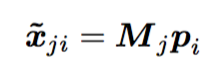 x̃ⱼᵢ = Mⱼpᵢ